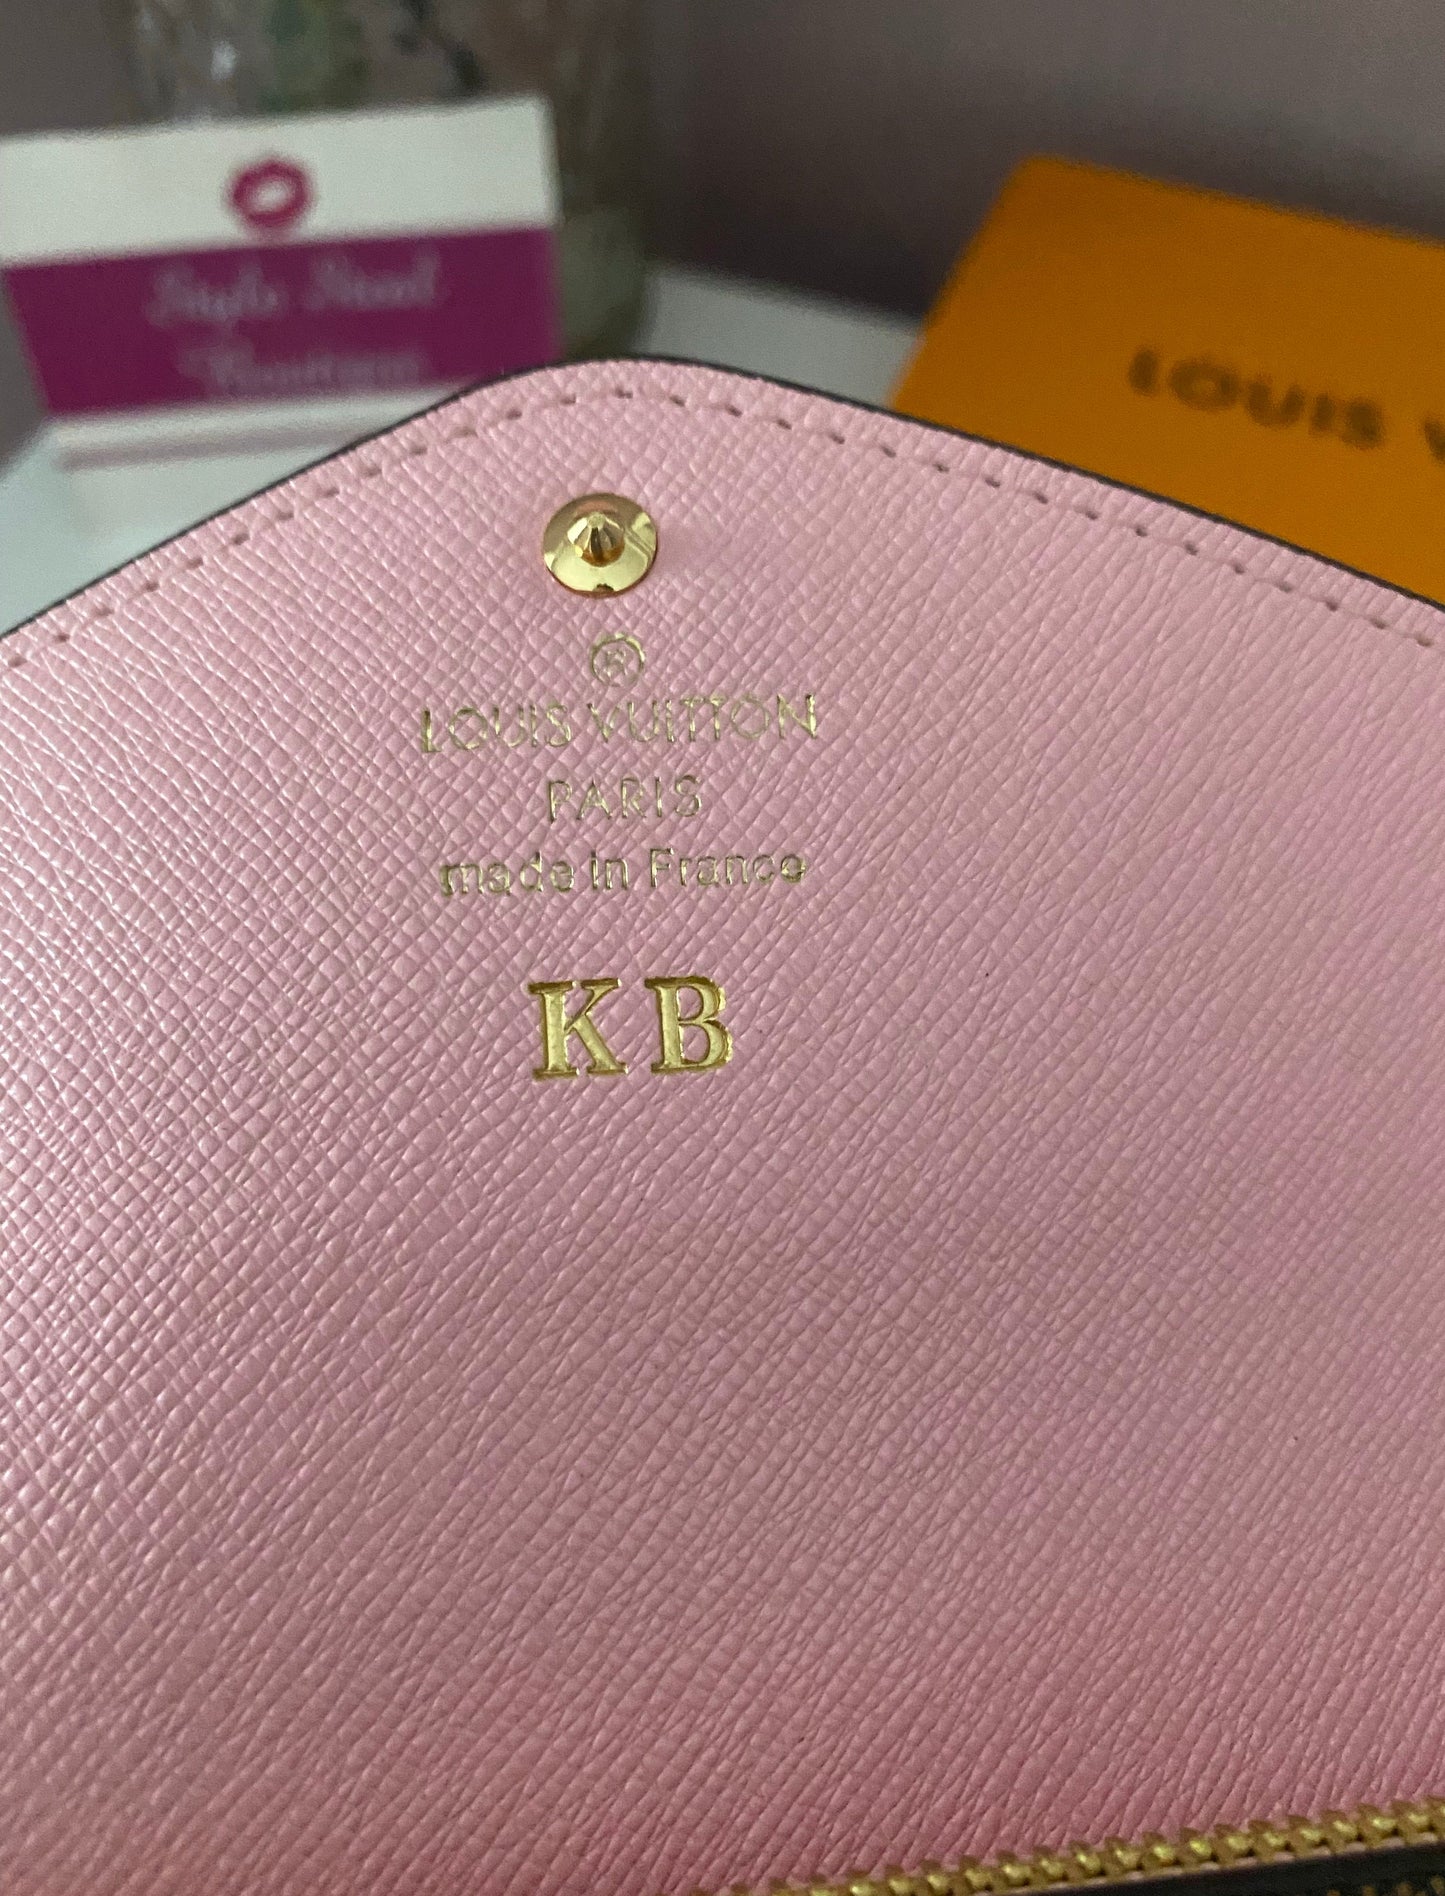 LOUIS V
®
LOUIS VUITTON
PARIS
made in France
KB